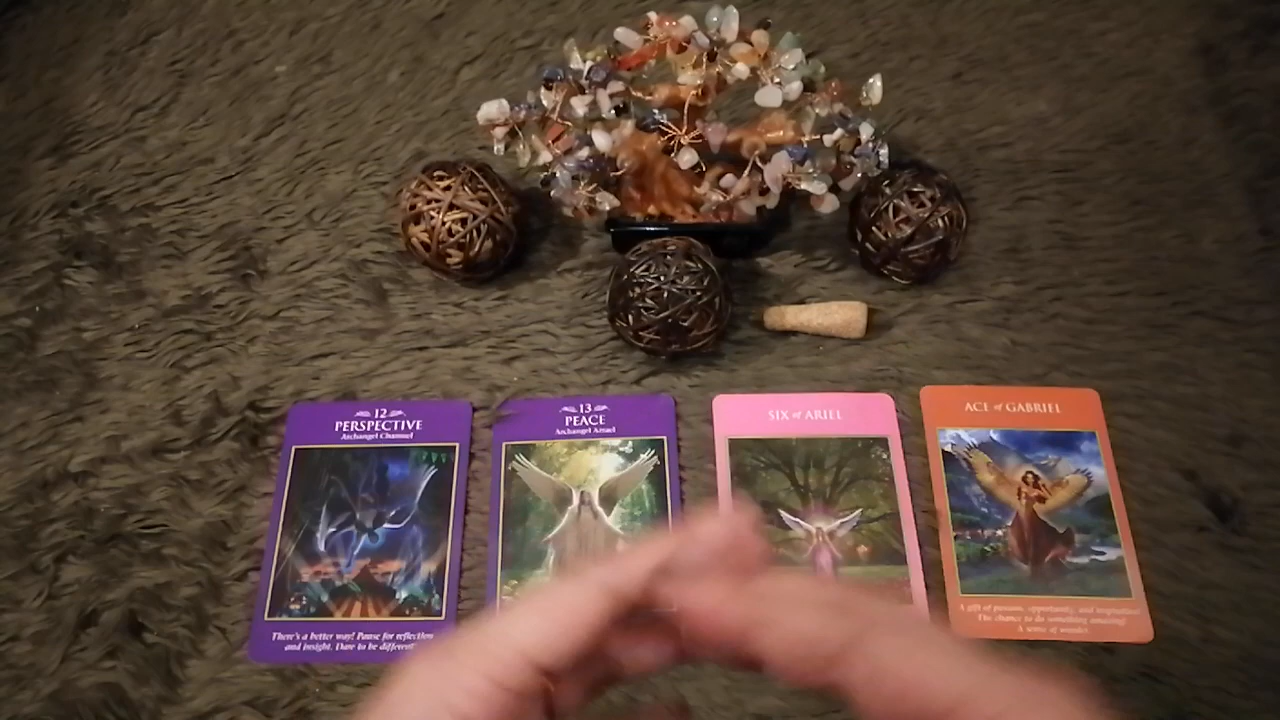 12
PERSPECTIVE
Archangel Chamuel
There's a better way! Pause for reflection
and insight. Dare to be different!
13
PEACE
Archangel Azrael
SIX of ARIEL
ACE of GABRIEL
A gift of passion, opportunity, and inspiration!
The chance to do something amazing!
A sense of wonder.